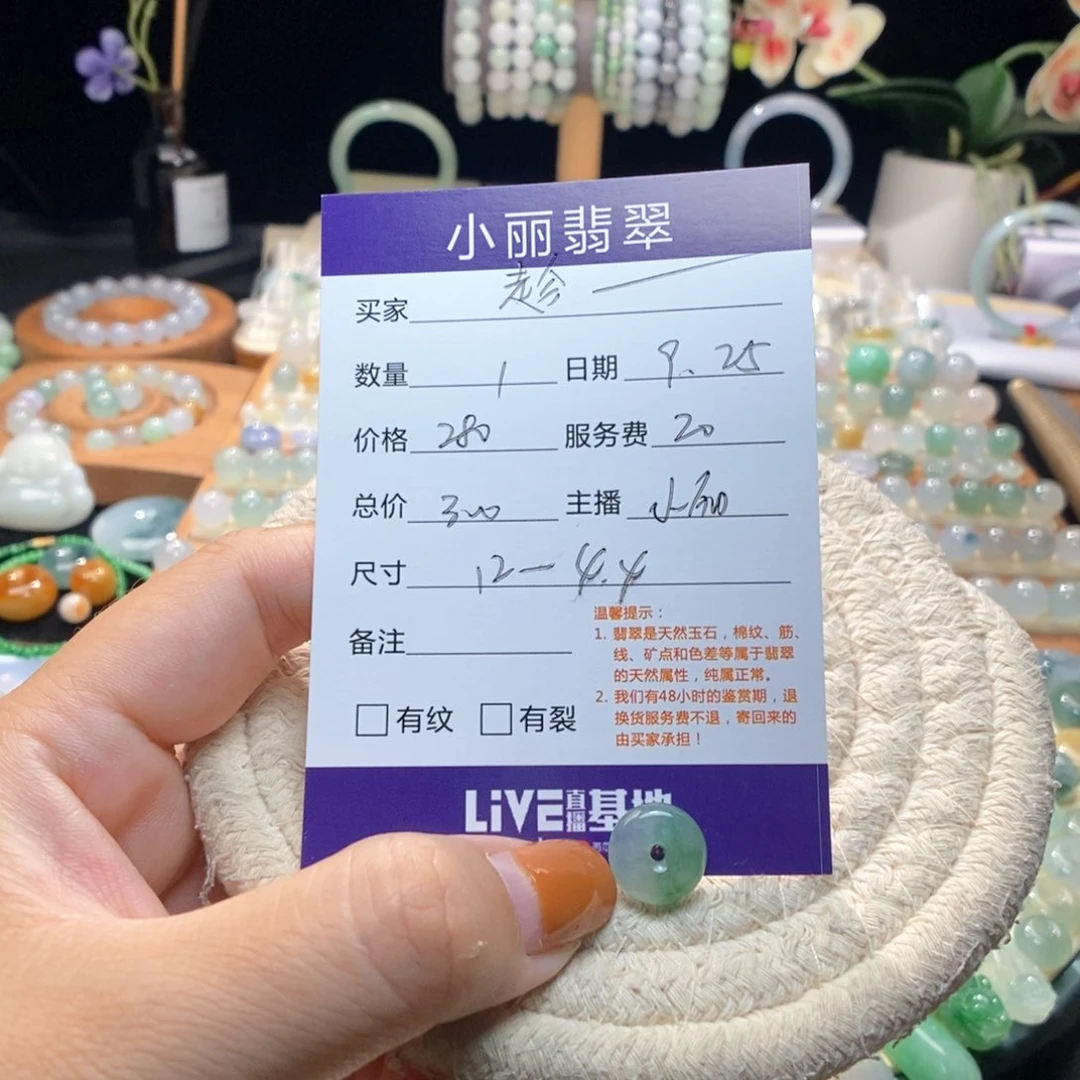 小丽翡翠
买家
数量 1 日期 9.25
价格 280 服务费 20
总价 300 主播 小丽
尺寸 12-4.4
备注
温馨提示：
1. 翡翠是天然玉石，棉纹、筋、
线、矿点和色差等属于翡翠
的天然属性，纯属正常。
2. 我们有48小时的鉴赏期，退
换货服务费不退，寄回来的
由买家承担！
有纹 有裂
LiVE直播基地